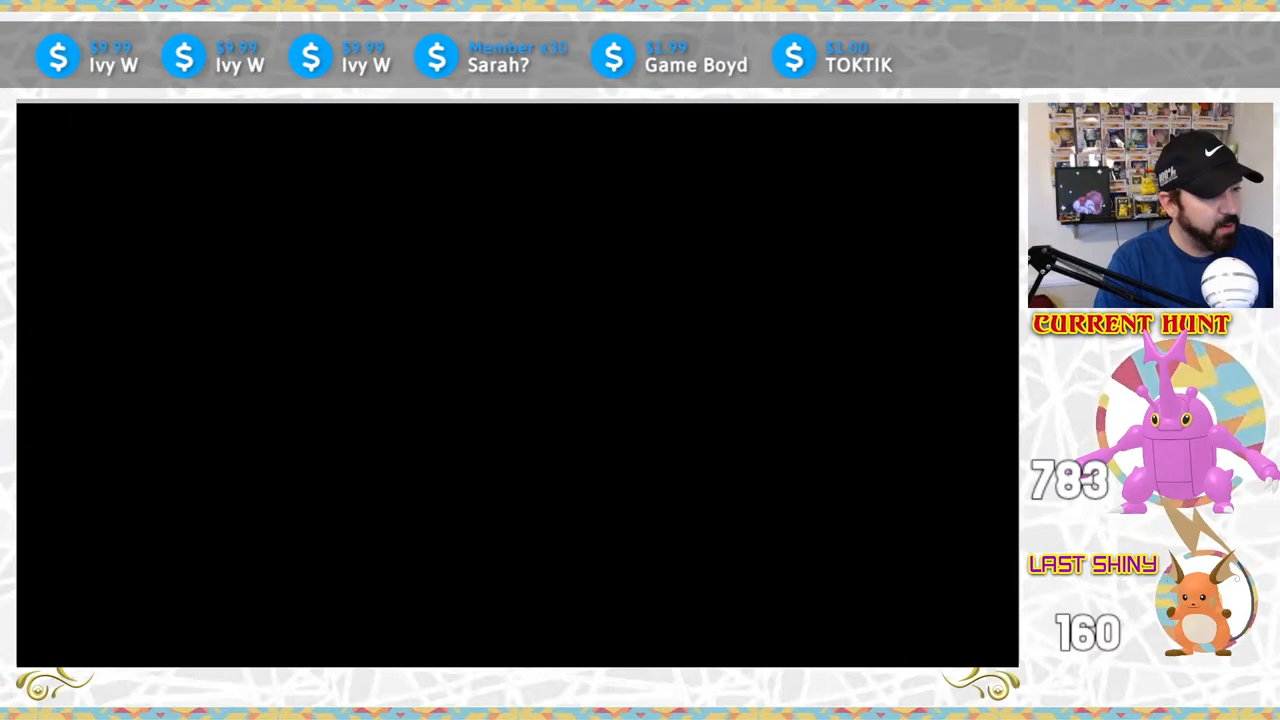 $9.99 $9.99 $9.99 Member x30 $1.99 $1.00
Ivy W Ivy W Ivy W Sarah? Game Boyd TOKTIK
CURRENT HUNT
783
LAST SHINY
160